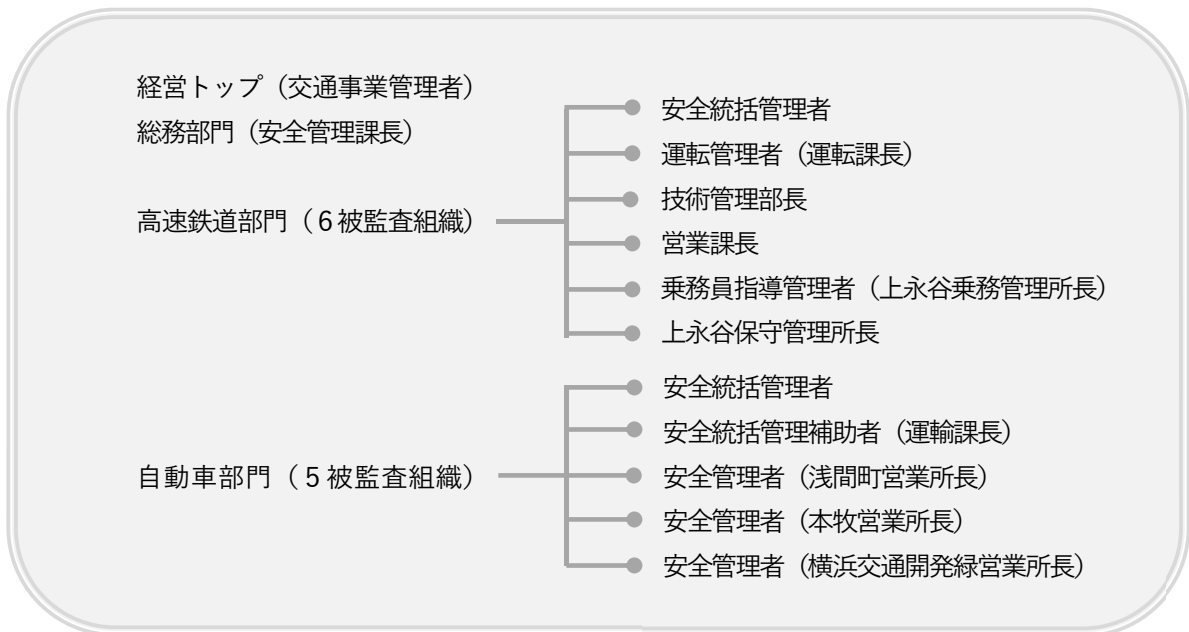 経営トップ（交通事業管理者）
総務部門（安全管理課長）
高速鉄道部門（６被監査組織）
安全統括管理者
運転管理者（運転課長）
技術管理部長
営業課長
乗務員指導管理者（上永谷乗務管理所長）
上永谷保守管理所長
自動車部門（５被監査組織）
安全統括管理者
安全統括管理補助者（運輸課長）
安全管理者（浅間町営業所長）
安全管理者（本牧営業所長）
安全管理者（横浜交通開発緑営業所長）